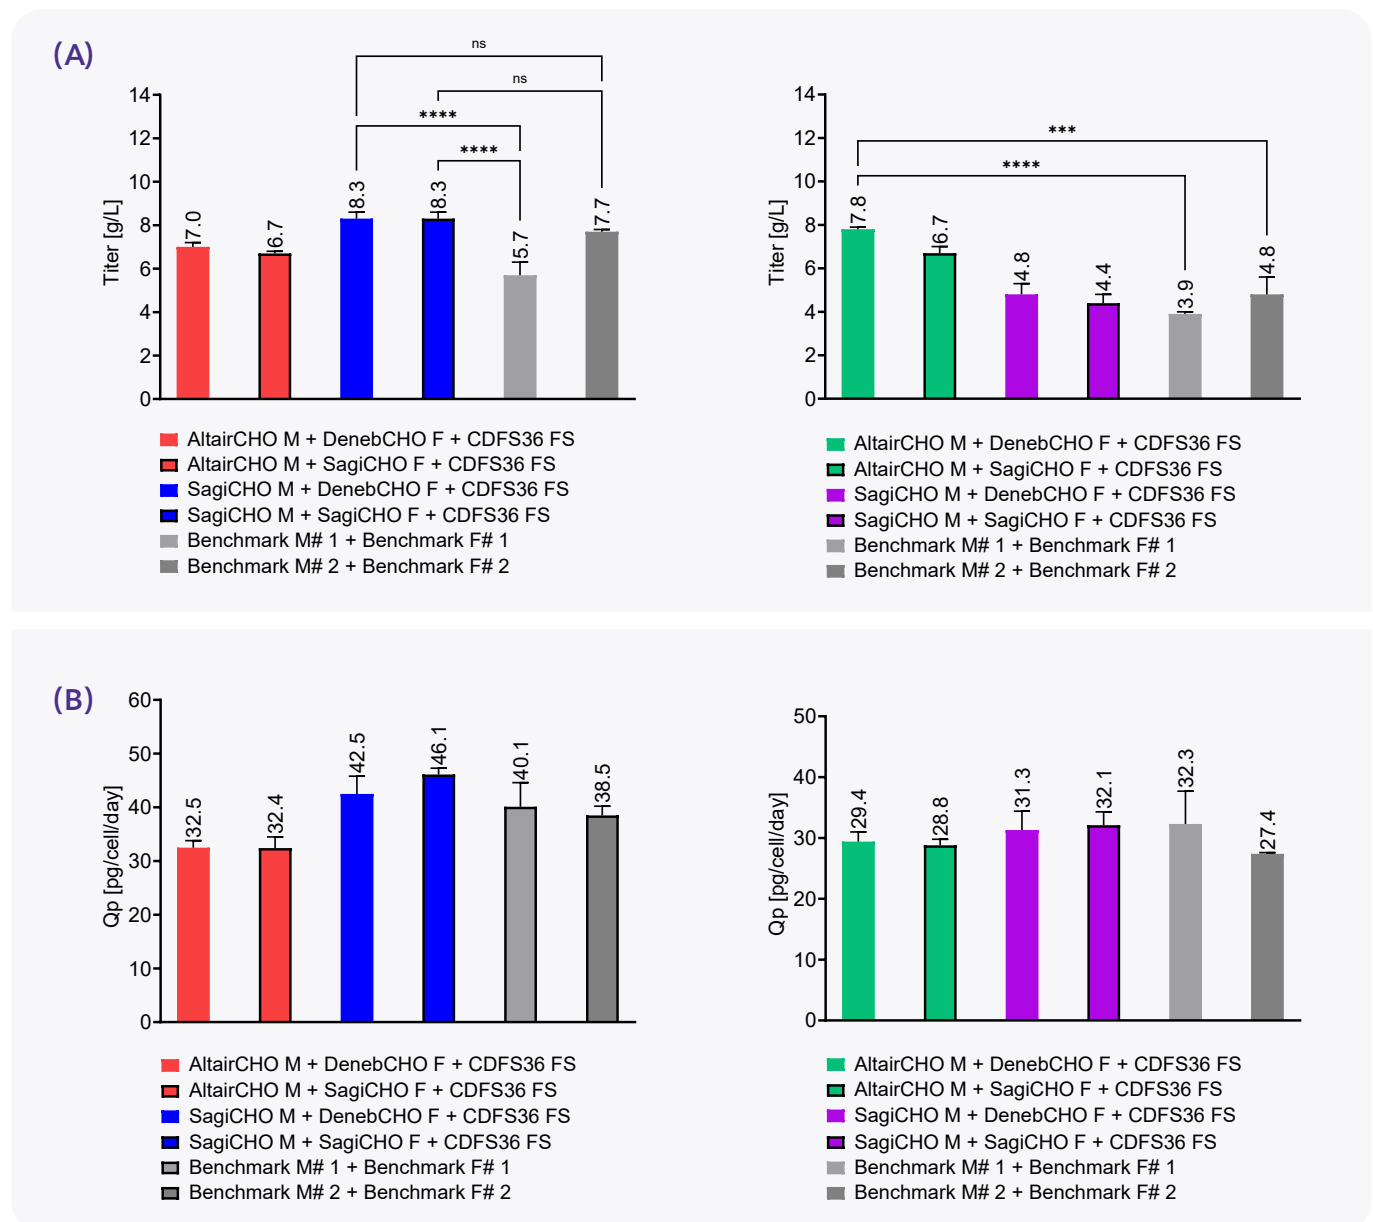 (A)
ns
ns
****
****
14
12
10
8
6
4
2
0
Titer [g/L]
7.0
6.7
8.3
8.3
5.7
7.7
AltairCHO M + DenebCHO F + CDFS36 FS
AltairCHO M + SagiCHO F + CDFS36 FS
SagiCHO M + DenebCHO F + CDFS36 FS
SagiCHO M + SagiCHO F + CDFS36 FS
Benchmark M# 1 + Benchmark F# 1
Benchmark M# 2 + Benchmark F# 2
***
****
14
12
10
8
6
4
2
0
Titer [g/L]
7.8
6.7
4.8
4.4
3.9
4.8
AltairCHO M + DenebCHO F + CDFS36 FS
AltairCHO M + SagiCHO F + CDFS36 FS
SagiCHO M + DenebCHO F + CDFS36 FS
SagiCHO M + SagiCHO F + CDFS36 FS
Benchmark M# 1 + Benchmark F# 1
Benchmark M# 2 + Benchmark F# 2
(B)
60
50
40
30
20
10
0
Qp [pg/cell/day]
32.5
32.4
42.5
46.1
40.1
38.5
AltairCHO M + DenebCHO F + CDFS36 FS
AltairCHO M + SagiCHO F + CDFS36 FS
SagiCHO M + DenebCHO F + CDFS36 FS
SagiCHO M + SagiCHO F + CDFS36 FS
Benchmark M# 1 + Benchmark F# 1
Benchmark M# 2 + Benchmark F# 2
50
40
30
20
10
0
Qp [pg/cell/day]
29.4
28.8
31.3
32.1
32.3
27.4
AltairCHO M + DenebCHO F + CDFS36 FS
AltairCHO M + SagiCHO F + CDFS36 FS
SagiCHO M + DenebCHO F + CDFS36 FS
SagiCHO M + SagiCHO F + CDFS36 FS
Benchmark M# 1 + Benchmark F# 1
Benchmark M# 2 + Benchmark F# 2